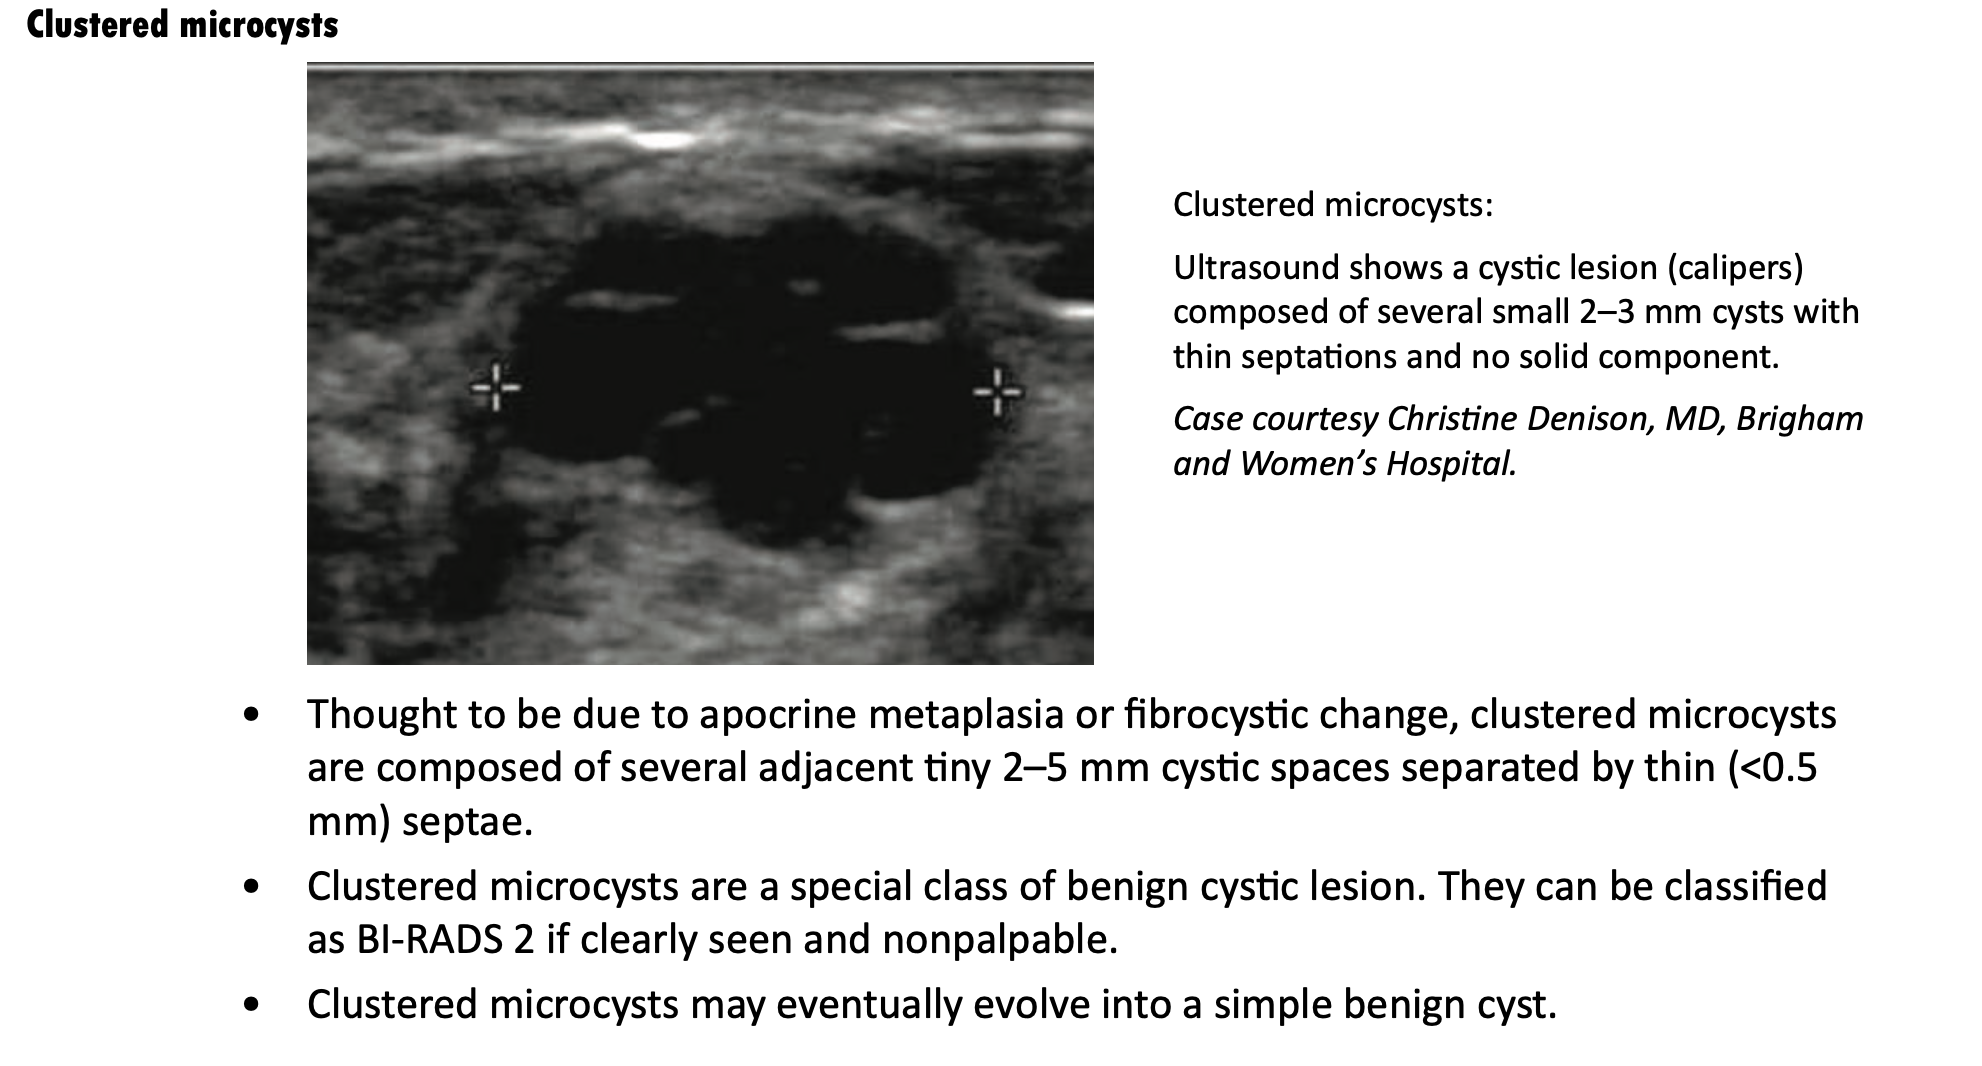 Clustered microcysts
Clustered microcysts:
Ultrasound shows a cystic lesion (calipers)
composed of several small 2–3 mm cysts with
thin septations and no solid component.
Case courtesy Christine Denison, MD, Brigham
and Women’s Hospital.
• Thought to be due to apocrine metaplasia or fibrocystic change, clustered microcysts
are composed of several adjacent tiny 2–5 mm cystic spaces separated by thin (<0.5
mm) septae.
• Clustered microcysts are a special class of benign cystic lesion. They can be classified
as BI-RADS 2 if clearly seen and nonpalpable.
• Clustered microcysts may eventually evolve into a simple benign cyst.